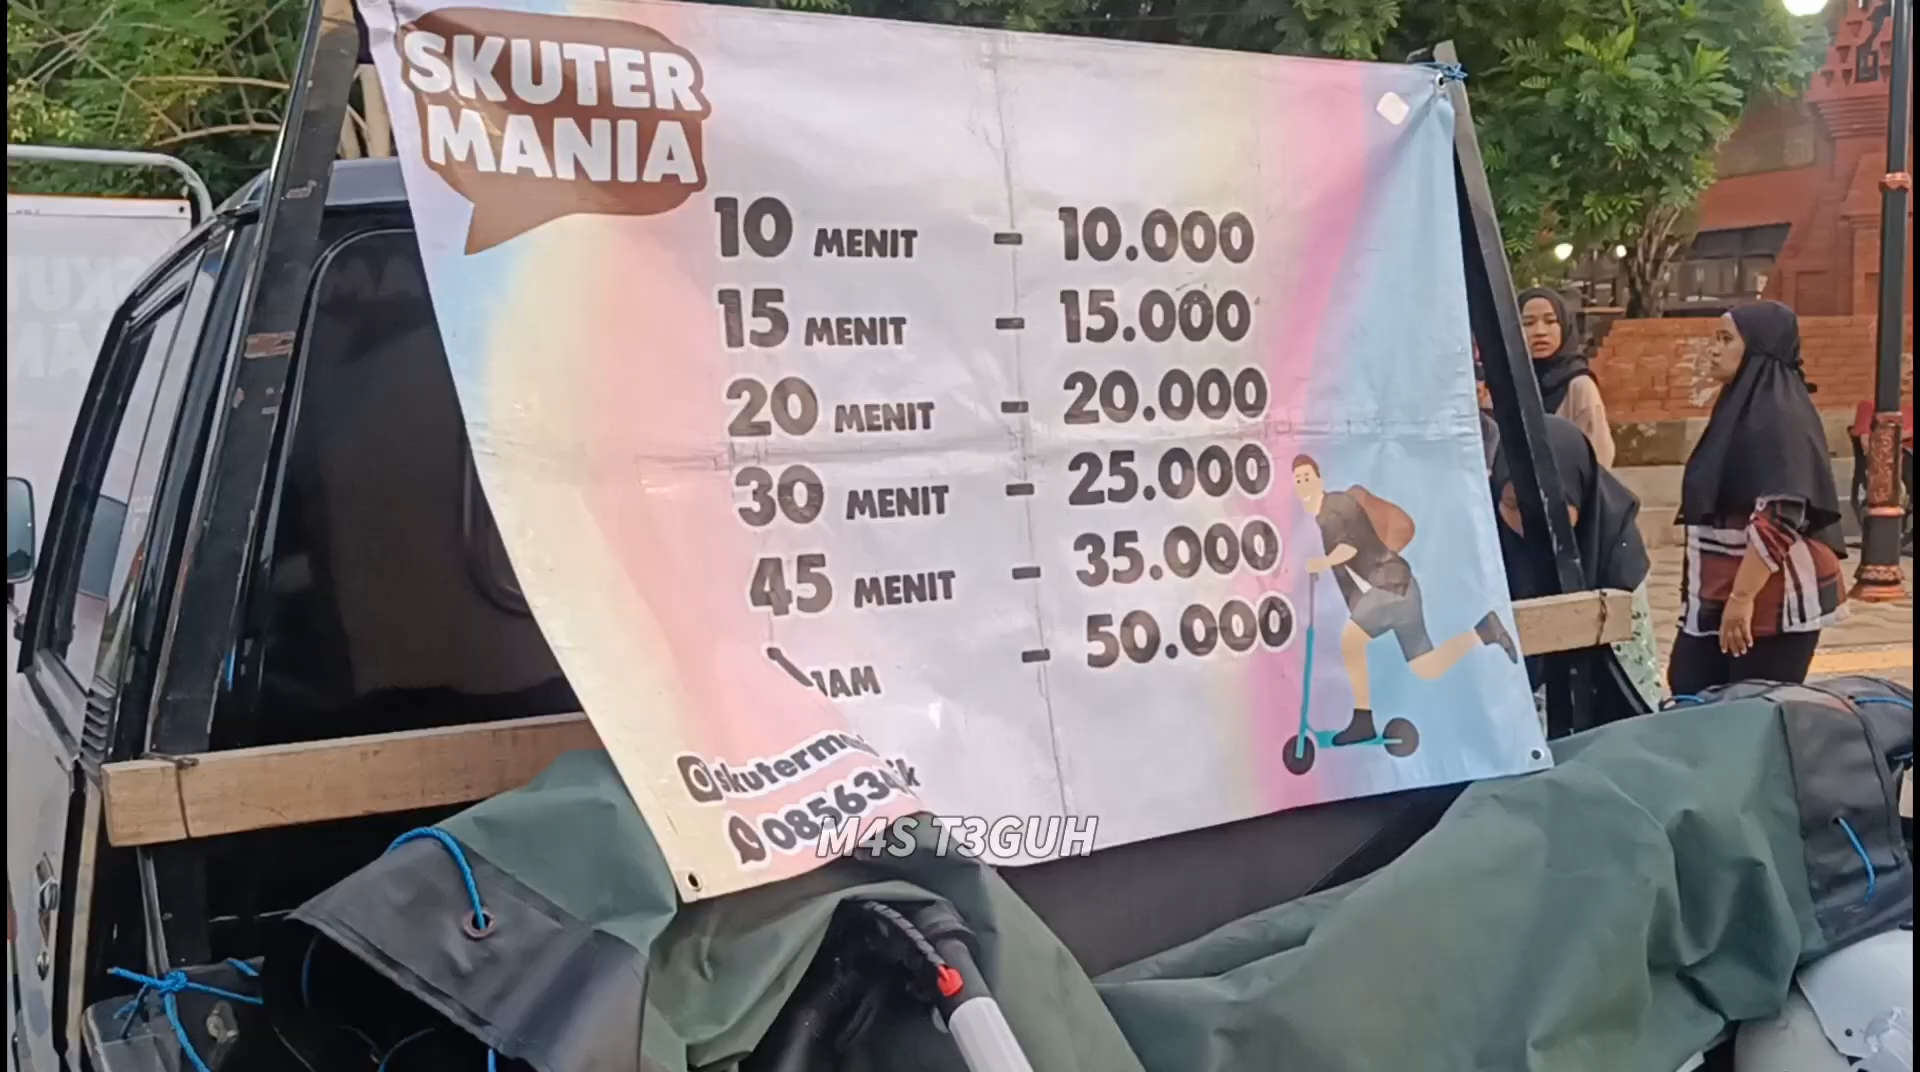 SKUTER
MANIA
10 MENIT - 10.000
15 MENIT - 15.000
20 MENIT - 20.000
30 MENIT - 25.000
45 MENIT - 35.000
1 JAM - 50.000
M4S T3GUH